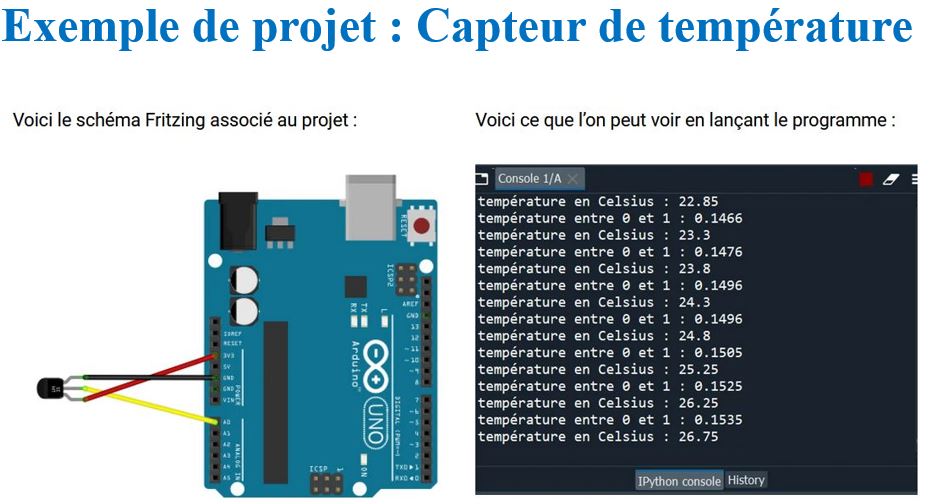 Exemple de projet : Capteur de température
Voici le schéma Fritzing associé au projet :
Voici ce que l’on peut voir en lançant le programme :
RESET
ICSP2
AREF
GND
13
12
~11
~10
~9
8
TX
RX
L
IOREF
RESET
3V3
5V
GND
GND
VIN
POWER
A0
A1
A2
A3
A4
A5
ANALOG IN
Arduino
UNO
DIGITAL (PWM~)
7
~6
~5
4
~3
2
TXD
1
RXD
0
ON
ICSP
1
Console 1/A
température en Celsius : 22.85
température entre 0 et 1 : 0.1466
température en Celsius : 23.3
température entre 0 et 1 : 0.1476
température en Celsius : 23.8
température entre 0 et 1 : 0.1496
température en Celsius : 24.3
température entre 0 et 1 : 0.1496
température en Celsius : 24.8
température entre 0 et 1 : 0.1505
température en Celsius : 25.25
température entre 0 et 1 : 0.1525
température en Celsius : 26.25
température entre 0 et 1 : 0.1535
température en Celsius : 26.75
IPython console
History